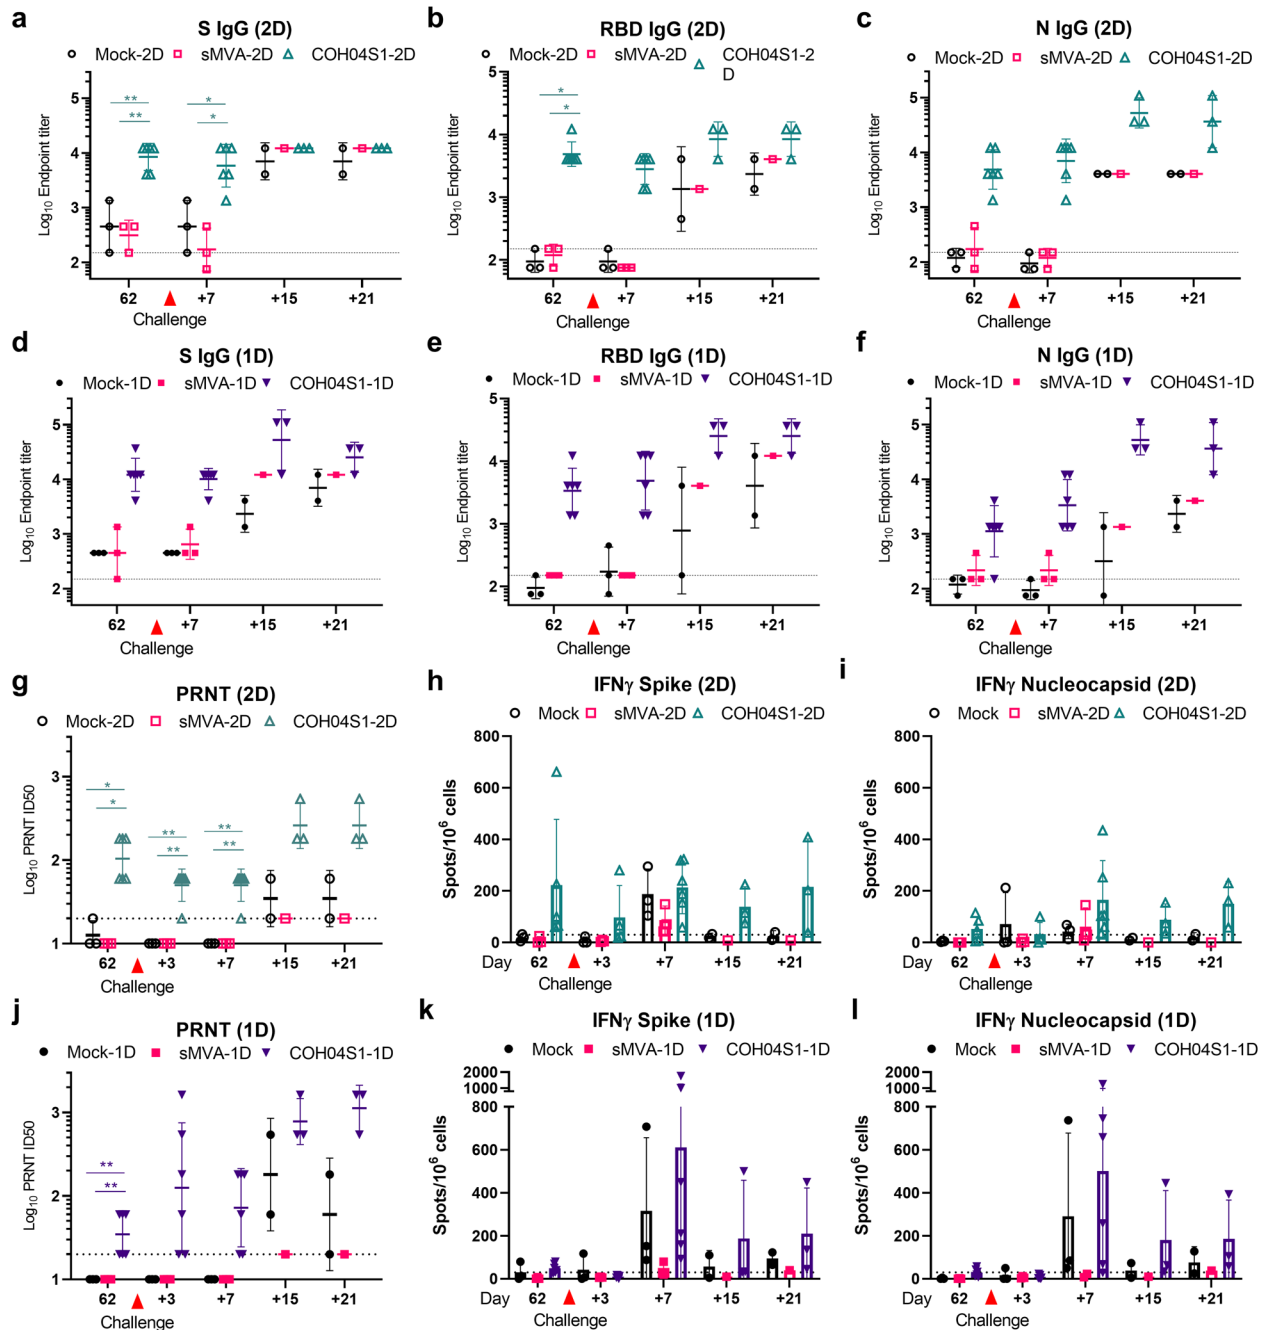 a
S IgG (2D)
Mock-2D sMVA-2D COH04S1-2D
Log10 Endpoint titer
5
4
3
2
** **
* *
62 +7 +15 +21
Challenge
b
RBD IgG (2D)
Mock-2D sMVA-2D COH04S1-2
D
Log10 Endpoint titer
5
4
3
2
*
*
62 +7 +15 +21
Challenge
c
N IgG (2D)
Mock-2D sMVA-2D COH04S1-2D
Log10 Endpoint titer
5
4
3
2
62 +7 +15 +21
Challenge
d
S IgG (1D)
Mock-1D sMVA-1D COH04S1-1D
Log10 Endpoint titer
5
4
3
2
62 +7 +15 +21
Challenge
e
RBD IgG (1D)
Mock-1D sMVA-1D COH04S1-1D
Log10 Endpoint titer
5
4
3
2
62 +7 +15 +21
Challenge
f
N IgG (1D)
Mock-1D sMVA-1D COH04S1-1D
Log10 Endpoint titer
5
4
3
2
62 +7 +15 +21
Challenge
g
PRNT (2D)
Mock-2D sMVA-2D COH04S1-2D
Log10 PRNT ID50
3
2
1
* *
** **
** **
62 +3 +7 +15 +21
Challenge
h
IFNγ Spike (2D)
Mock sMVA-2D COH04S1-2D
Spots/10^6 cells
800
600
400
200
0
Day 62 +3 +7 +15 +21
Challenge
i
IFNγ Nucleocapsid (2D)
Mock sMVA-2D COH04S1-2D
Spots/10^6 cells
800
600
400
200
0
62 +3 +7 +15 +21
Challenge
j
PRNT (1D)
Mock-1D sMVA-1D COH04S1-1D
Log10 PRNT ID50
3
2
1
** **
62 +3 +7 +15 +21
Challenge
k
IFNγ Spike (1D)
Mock sMVA-1D COH04S1-1D
Spots/10^6 cells
2000
1000
800
600
400
200
0
Day 62 +3 +7 +15 +21
Challenge
l
IFNγ Nucleocapsid (1D)
Mock sMVA-1D COH04S1-1D
Spots/10^6 cells
2000
1000
800
600
400
200
0
Day 62 +3 +7 +15 +21
Challenge